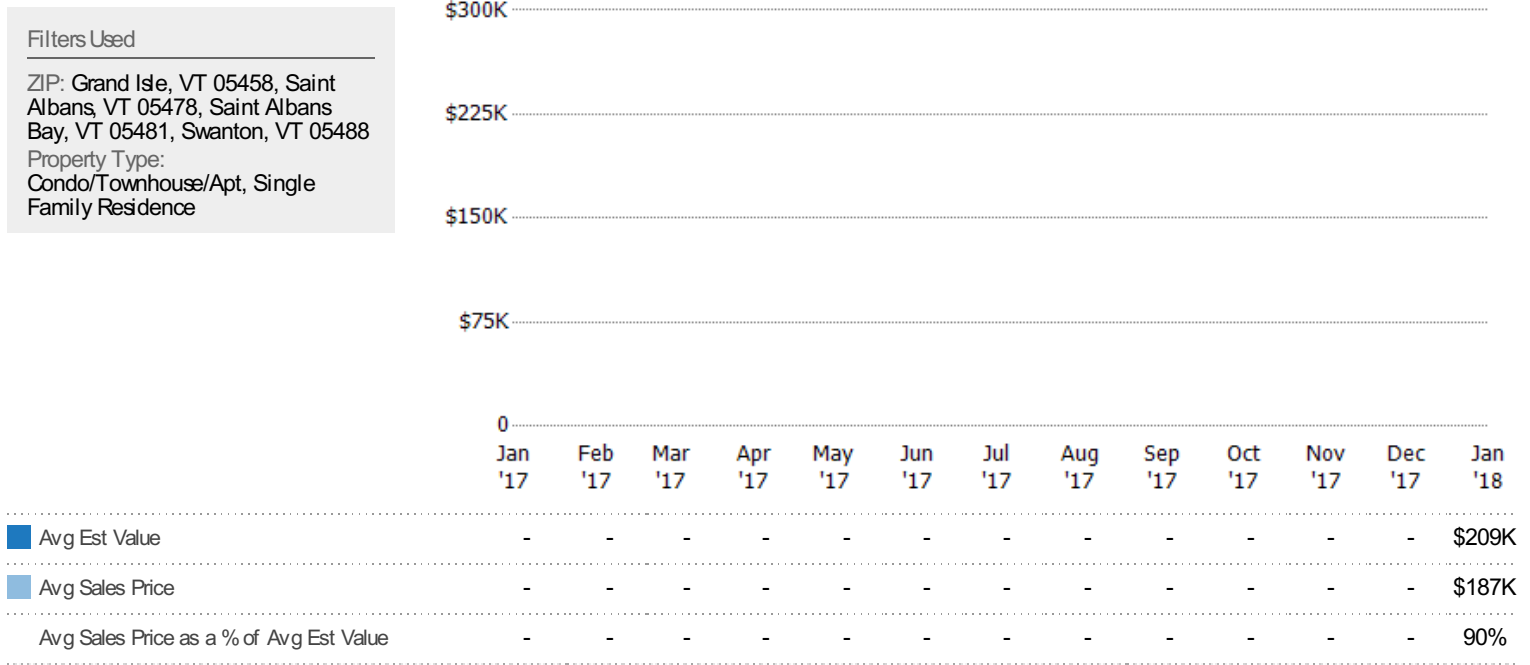 Filters Used
ZIP: Grand Isle, VT 05458, Saint
Albans, VT 05478, Saint Albans
Bay, VT 05481, Swanton, VT 05488
Property Type:
Condo/Townhouse/Apt, Single
Family Residence
$300K
$225K
$150K
$75K
0
Jan Feb Mar Apr May Jun Jul Aug Sep Oct Nov Dec Jan
'17 '17 '17 '17 '17 '17 '17 '17 '17 '17 '17 '17 '18
Avg Est Value - - - - - - - - - - - - $209K
Avg Sales Price - - - - - - - - - - - - $187K
Avg Sales Price as a % of Avg Est Value - - - - - - - - - - - - 90%